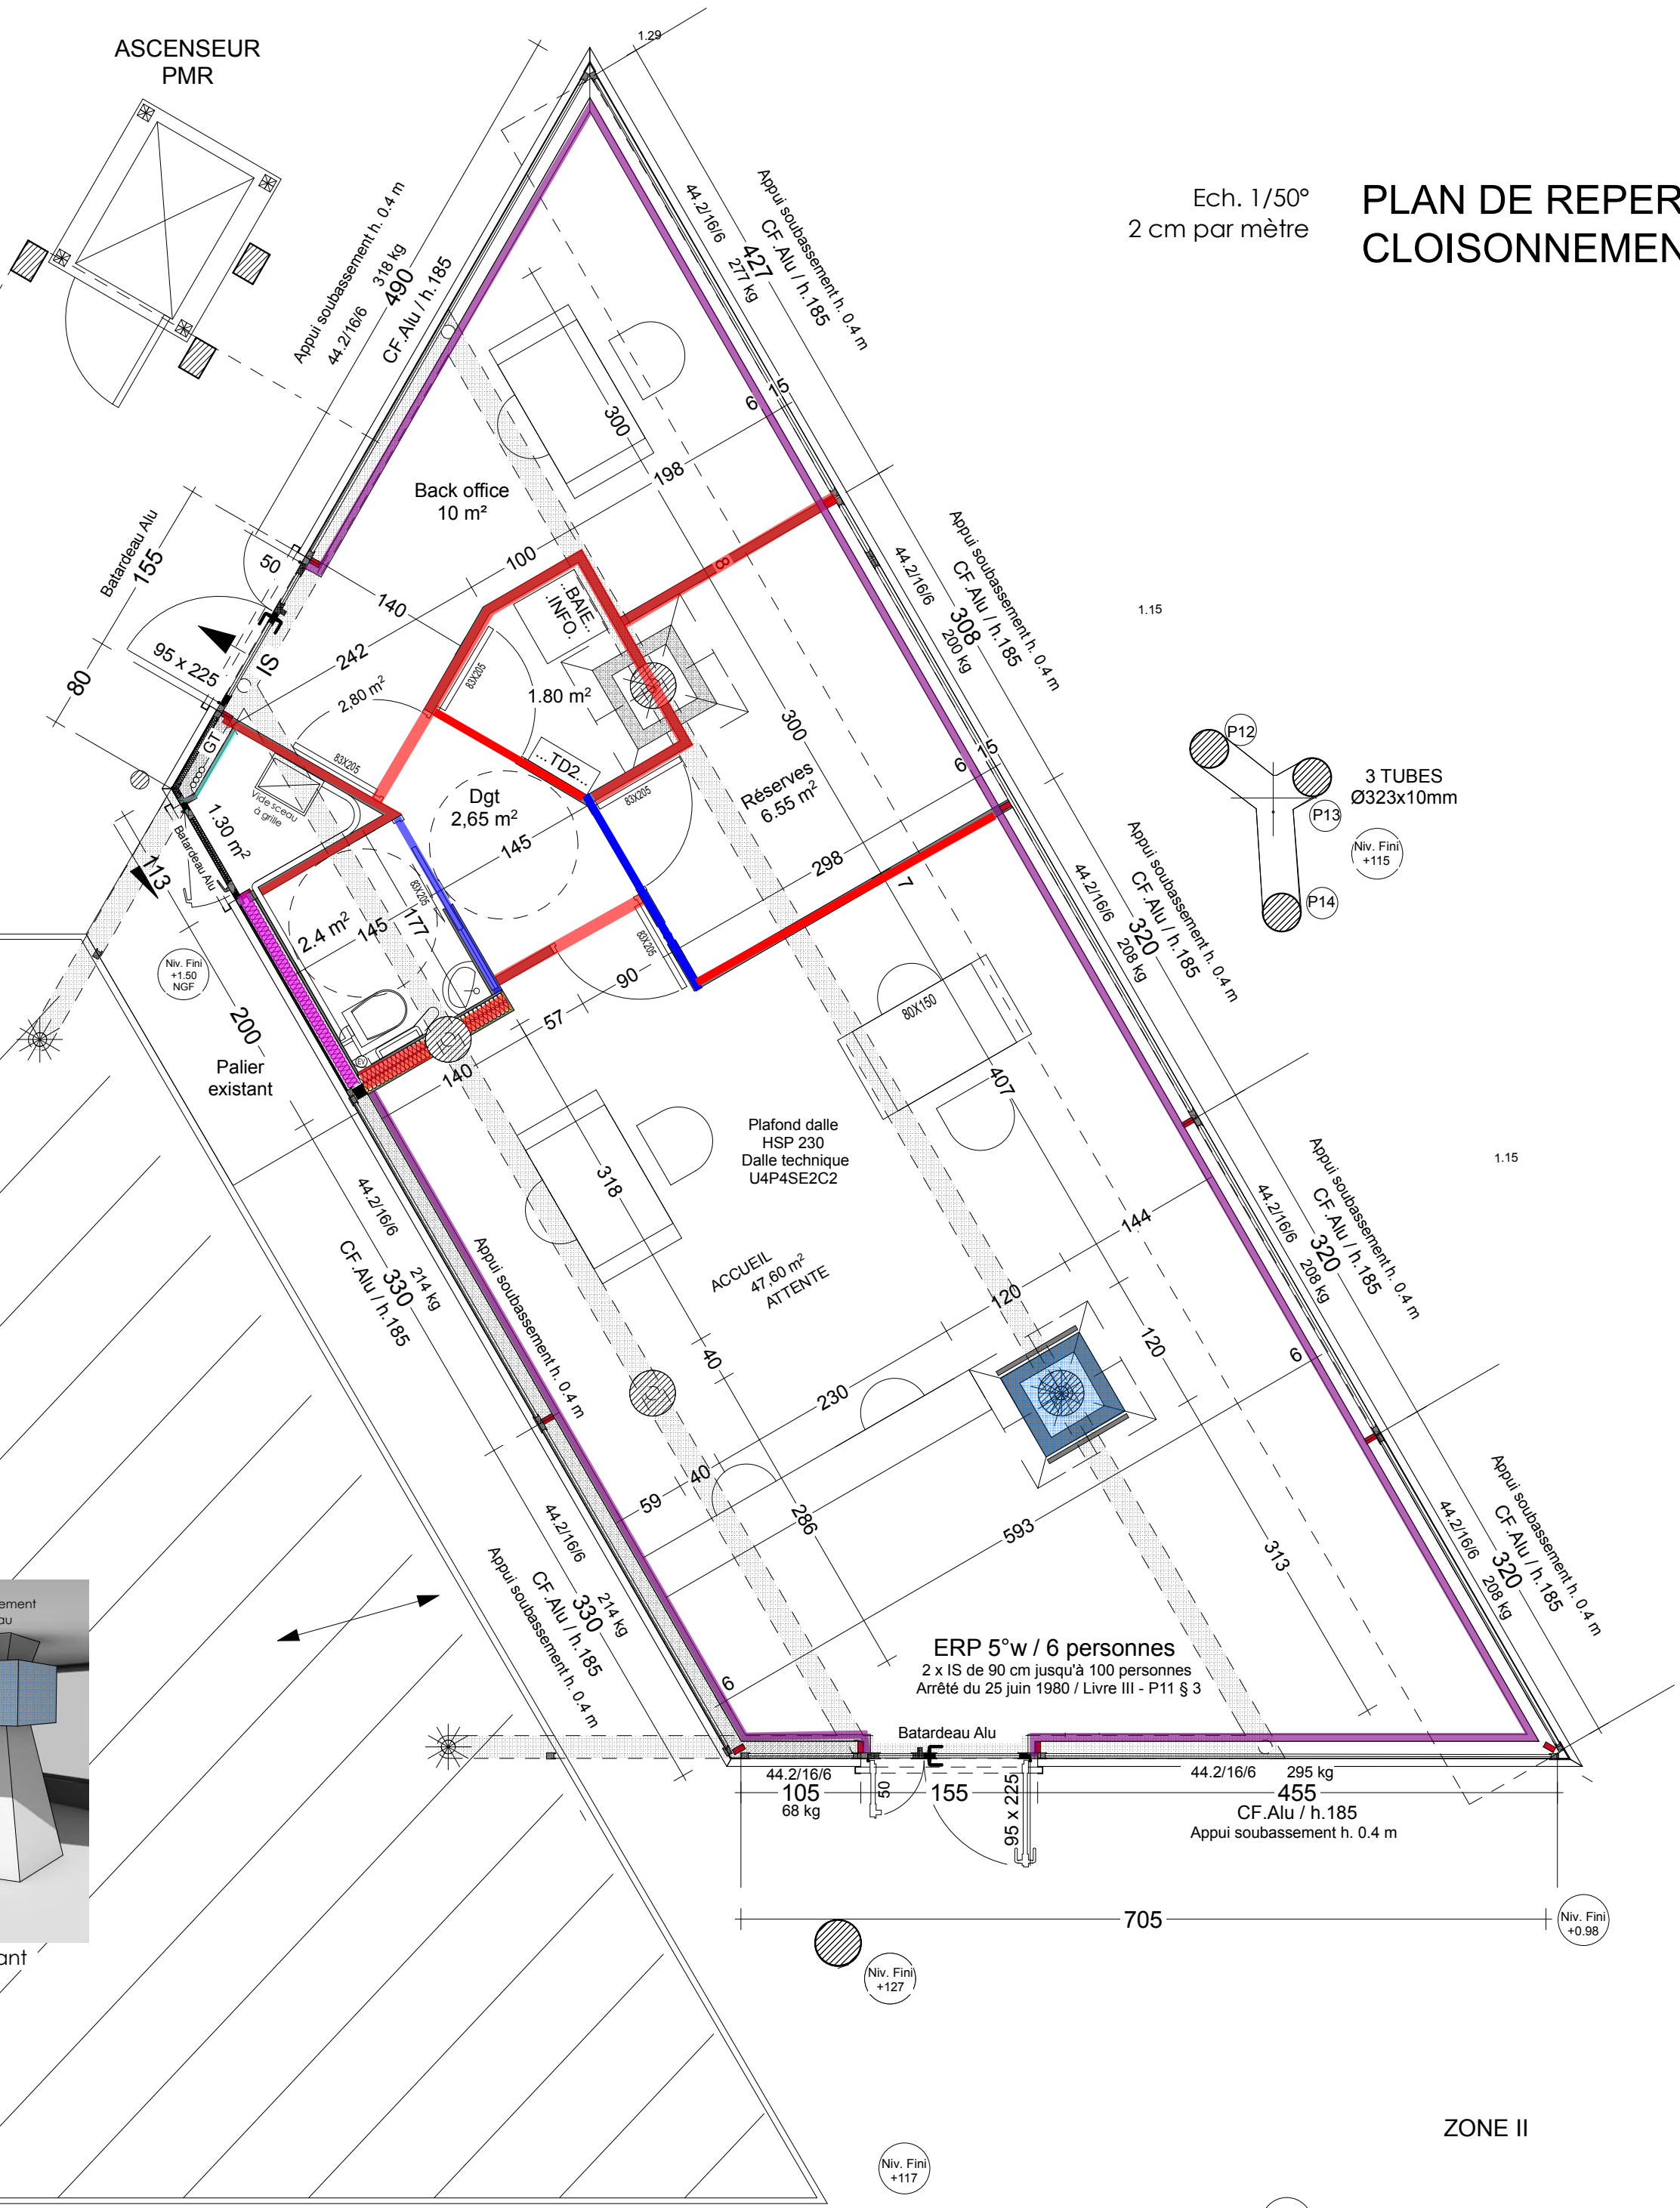 ASCENSEUR
PMR
1.29
Ech. 1/50°
2 cm par mètre
PLAN DE REPER
CLOISONNEMEN
Appui soubassement h. 0.4 m
44.2/16/6
318 kg
490
CF.Alu / h.185
Appui soubassement h. 0.4 m
44.2/16/6
427
CF.Alu / h.185
277 kg
300
6
15
198
Back office
10 m²
Batardeau Alu
155
50
100
140
8
..BAIE..
.INFO.
95 x 225
IS
242
80
83X205
2,80 m²
1.80 m²
Appui soubassement h. 0.4 m
44.2/16/6
308
CF.Alu / h.185
200 kg
1.15
GT
83X205
Vide sceau
à grille
...TD2...
83X205
300
15
6
Réserves
6.55 m²
P12
P13
P14
3 TUBES
Ø323x10mm
Niv. Fini
+115
Dgt
2,65 m²
145
1.30 m²
Batardeau Alu
113
298
7
83X205
177
2.4 m²
145
83X205
90
57
Niv. Fini
+1.50
NGF
200
Palier
existant
EV
140
80X150
407
Appui soubassement h. 0.4 m
44.2/16/6
320
CF.Alu / h.185
208 kg
Plafond dalle
HSP 230
Dalle technique
U4P4SE2C2
318
1.15
Appui soubassement h. 0.4 m
44.2/16/6
320
CF.Alu / h.185
208 kg
144
120
120
ACCUEIL
47,60 m²
ATTENTE
44.2/16/6
214 kg
330
CF.Alu / h.185
Appui soubassement h. 0.4 m
40
6
230
40
59
286
593
313
Appui soubassement h. 0.4 m
44.2/16/6
320
CF.Alu / h.185
208 kg
44.2/16/6
214 kg
330
CF.Alu / h.185
Appui soubassement h. 0.4 m
ement
au
6
ERP 5°w / 6 personnes
2 x IS de 90 cm jusqu'à 100 personnes
Arrêté du 25 juin 1980 / Livre III - P11 § 3
Batardeau Alu
44.2/16/6
105
68 kg
50
155
95 x 225
44.2/16/6
295 kg
455
CF.Alu / h.185
Appui soubassement h. 0.4 m
705
Niv. Fini
+0.98
ant
Niv. Fini
+127
ZONE II
Niv. Fini
+117